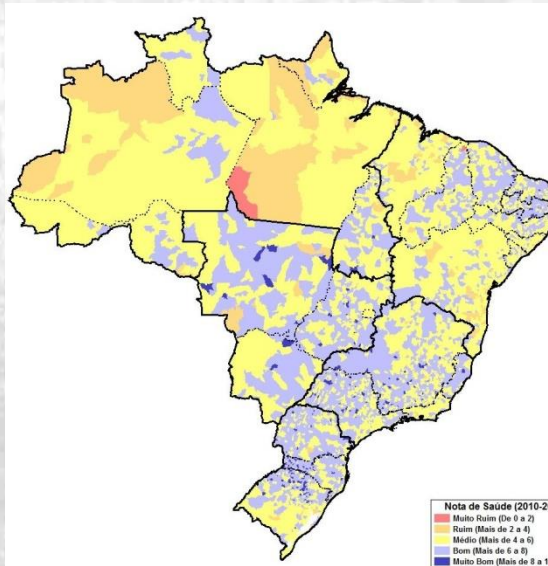 Nota de Saúde (2010-20
Muito Ruim (De 0 a 2)
Ruim (Mais de 2 a 4)
Médio (Mais de 4 a 6)
Bom (Mais de 6 a 8)
Muito Bom (Mais de 8 a 1